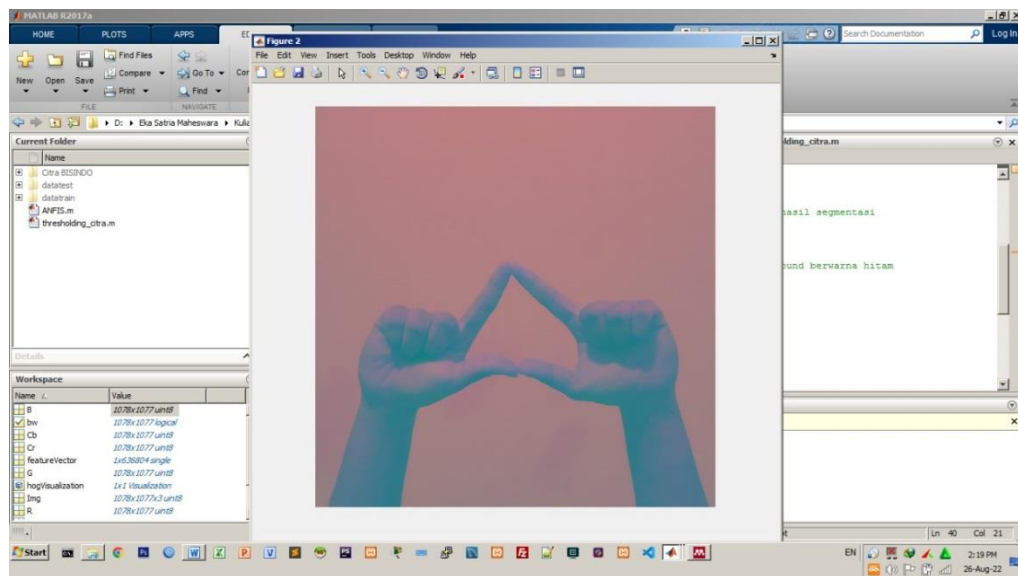 MATLAB R2017a
HOME PLOTS APPS
Search Documentation Log In
New Open Save
Find Files
Compare
Print
Go To
Find
FILE NAVIGATE
D: Eka Satria Maheswara
Current Folder
Name
Citra BISINDO
datatest
datatrain
ANFIS.m
thresholding_citra.m
Details
Workspace
Name Value
B 1078x1077 uint8
bw 1078x1077 logical
Cb 1078x1077 uint8
Cr 1078x1077 uint8
featureVector 1x636804 single
G 1078x1077 uint8
hogVisualization 1x1 Visualization
Img 1078x1077x3 uint8
R 1078x1077 uint8
Figure 2
File Edit View Insert Tools Desktop Window Help
lding_citra.m
hasil segmentasi
ound berwarna hitam
Ln 40 Col 21
Start
EN
2:19 PM
26-Aug-22